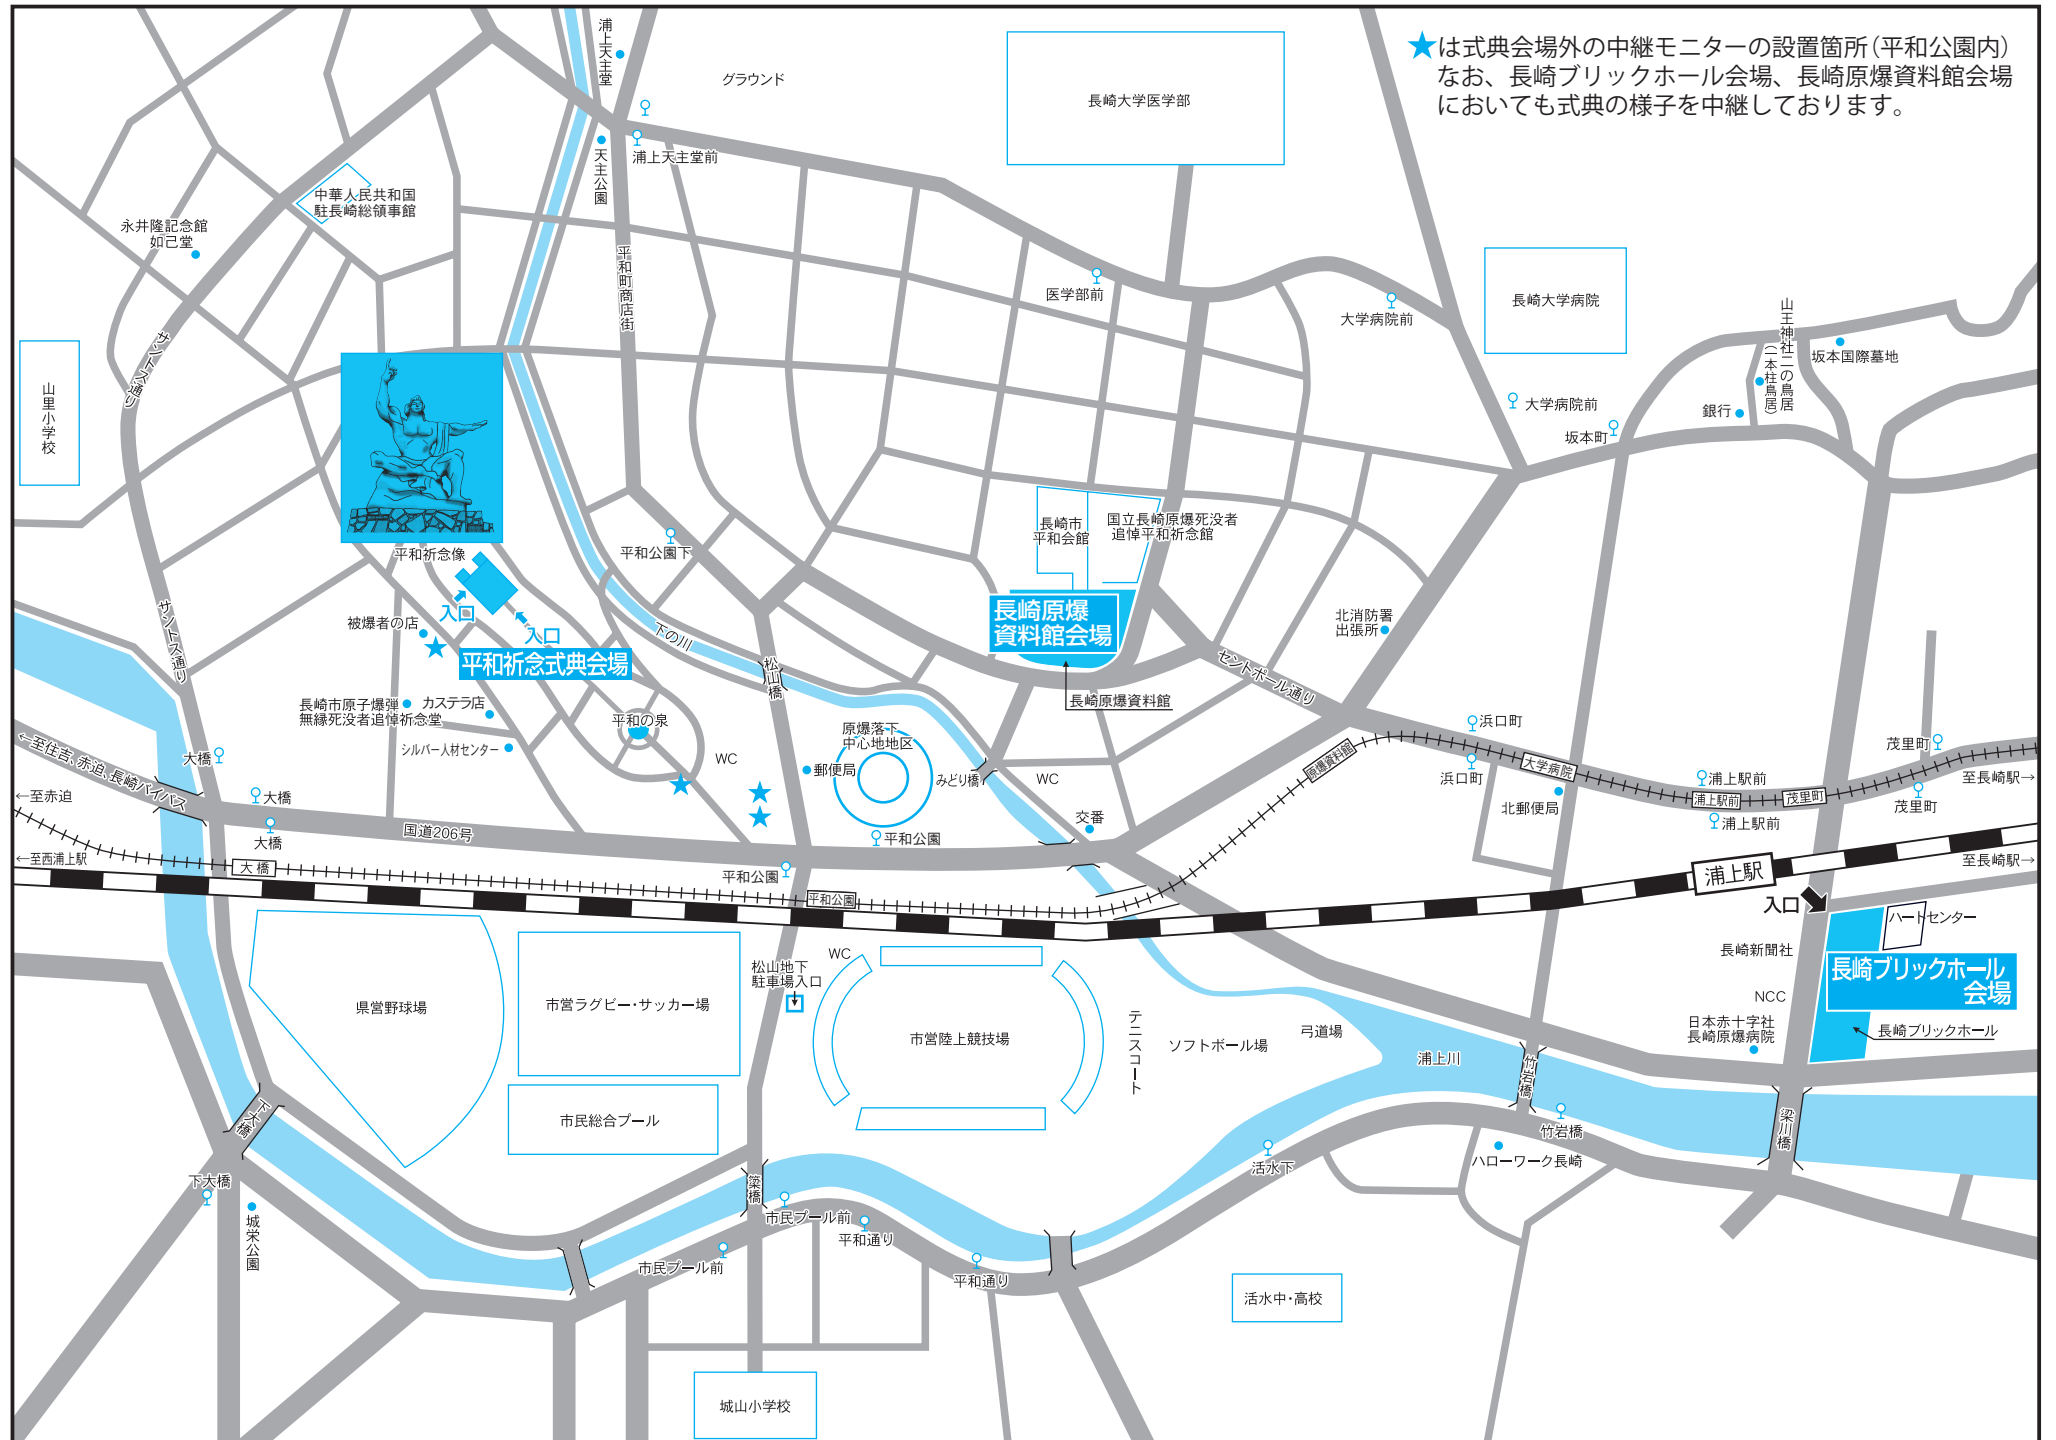 ★は式典会場外の中継モニターの設置箇所(平和公園内)
なお、長崎ブリックホール会場、長崎原爆資料館会場
においても式典の様子を中継しております。
浦上天主堂
グラウンド
長崎大学医学部
天主公園
浦上天主堂前
中華人民共和国
駐長崎総領事館
永井隆記念館
如己堂
平和町商店街
医学部前
大学病院前
長崎大学病院
山王神社二の鳥居
(一本柱鳥居)
坂本国際墓地
サントス通り
山里小学校
大学病院前
銀行
坂本町
長崎市
平和会館
国立長崎原爆死没者
追悼平和祈念館
平和祈念像
平和公園下
入口
入口
被爆者の店
平和祈念式典会場
サントス通り
下の川
松山橋
長崎原爆
資料館会場
長崎原爆資料館
北消防署
出張所
セントポール通り
長崎市原子爆弾
無縁死没者追悼祈念堂
カステラ店
シルバー人材センター
平和の泉
WC
原爆落下
中心地地区
郵便局
みどり橋
WC
浜口町
浜口町
大学病院
原爆資料館
茂里町
至長崎駅→
←至住吉、赤迫、長崎バイパス
大橋
←至赤迫
大橋
大橋
国道206号
平和公園
交番
北郵便局
浦上駅前
浦上駅前
茂里町
茂里町
浦上駅前
←至西浦上駅
大橋
平和公園
平和公園
浦上駅
至長崎駅→
入口
ハートセンター
長崎新聞社
長崎ブリックホール
会場
NCC
日本赤十字社
長崎原爆病院
長崎ブリックホール
県営野球場
市営ラグビー・サッカー場
松山地下
駐車場入口
WC
市営陸上競技場
テニスコート
ソフトボール場
弓道場
浦上川
竹岩橋
梁川橋
下大橋
市民総合プール
竹岩橋
活水下
ハローワーク長崎
下大橋
城栄公園
簗橋
市民プール前
市民プール前
平和通り
平和通り
活水中・高校
城山小学校